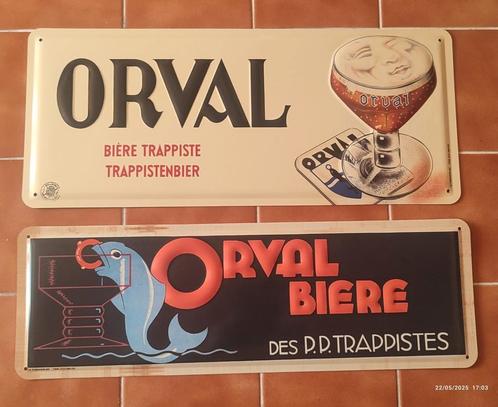 ORVAL
BIÈRE TRAPPISTE
TRAPPISTENBIER
orval
ORVAL
ORVAL
BIERE
DES P.P. TRAPPISTES
22/05/2025 17:03